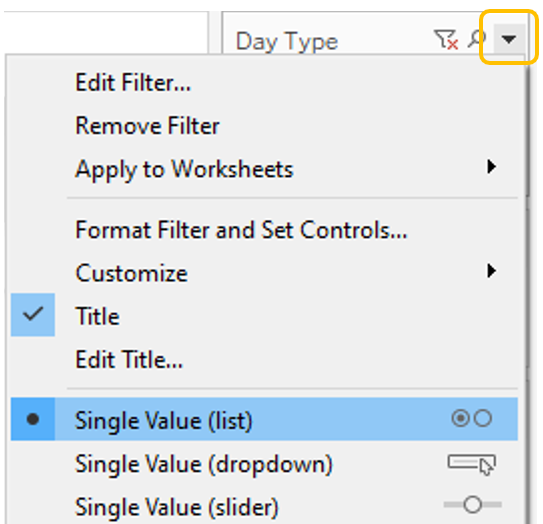 Day Type
Edit Filter...
Remove Filter
Apply to Worksheets
Format Filter and Set Controls...
Customize
Title
Edit Title...
Single Value (list)
Single Value (dropdown)
Single Value (slider)